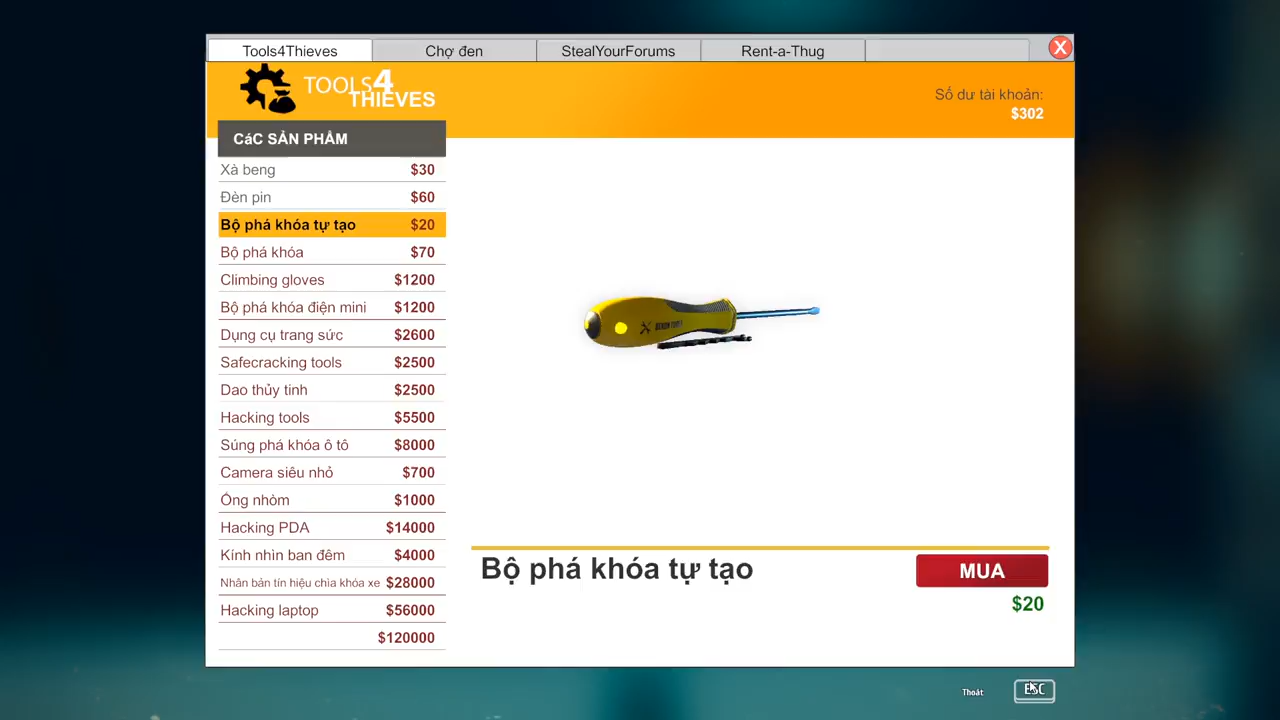 Tools4Thieves
Chợ đen
StealYourForums
Rent-a-Thug
X
TOOLS4
THIEVES
Số dư tài khoản:
$302
CáC SẢN PHẨM
Xà beng $30
Đèn pin $60
Bộ phá khóa tự tạo $20
Bộ phá khóa $70
Climbing gloves $1200
Bộ phá khóa điện mini $1200
Dụng cụ trang sức $2600
Safecracking tools $2500
Dao thủy tinh $2500
Hacking tools $5500
Súng phá khóa ô tô $8000
Camera siêu nhỏ $700
Ống nhòm $1000
Hacking PDA $14000
Kính nhìn ban đêm $4000
Nhân bản tín hiệu chìa khóa xe $28000
Hacking laptop $56000
$120000
Bộ phá khóa tự tạo
MUA
$20
Thoát
ESC